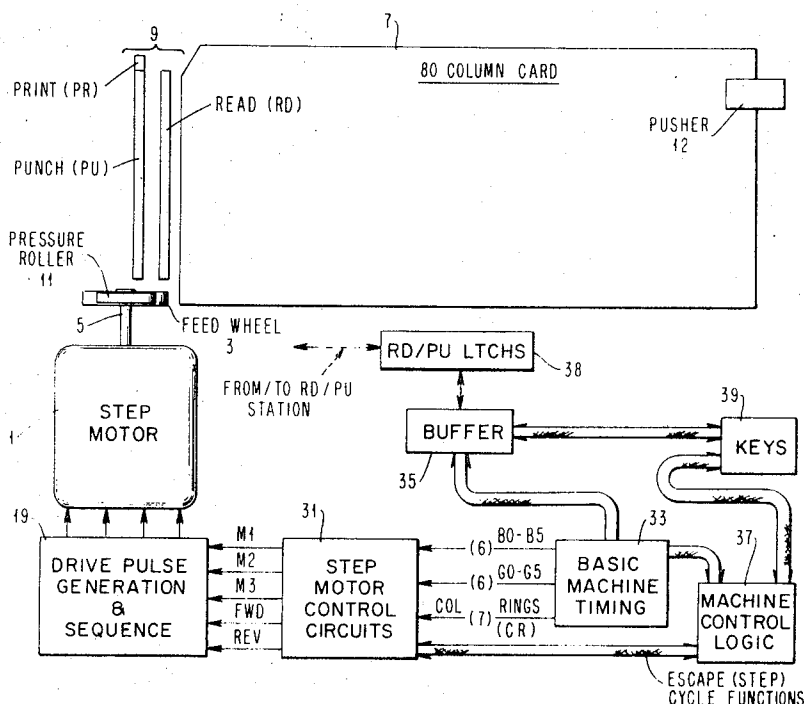 9
7
PRINT (PR)
80 COLUMN CARD
READ (RD)
PUSHER
12
PUNCH (PU)
PRESSURE
ROLLER
11
5
FEED WHEEL
3
RD/PU LTCHS
38
FROM/TO RD/PU
STATION
STEP
MOTOR
1
BUFFER
35
39
KEYS
19
DRIVE PULSE
GENERATION
&
SEQUENCE
M1
M2
M3
FWD
REV
31
STEP
MOTOR
CONTROL
CIRCUITS
(6) B0-B5
(6) G0-G5
COL (7) RINGS
(CR)
33
BASIC
MACHINE
TIMING
37
MACHINE
CONTROL
LOGIC
ESCAPE (STEP)
CYCLE FUNCTIONS